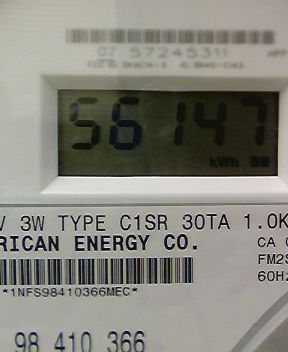 07 57245311
56147
kWh
V 3W TYPE C1SR 30TA 1.0K
RICAN ENERGY CO.
CA
FM2S
60Hz
*1NFS98410366MEC*
98 410 366